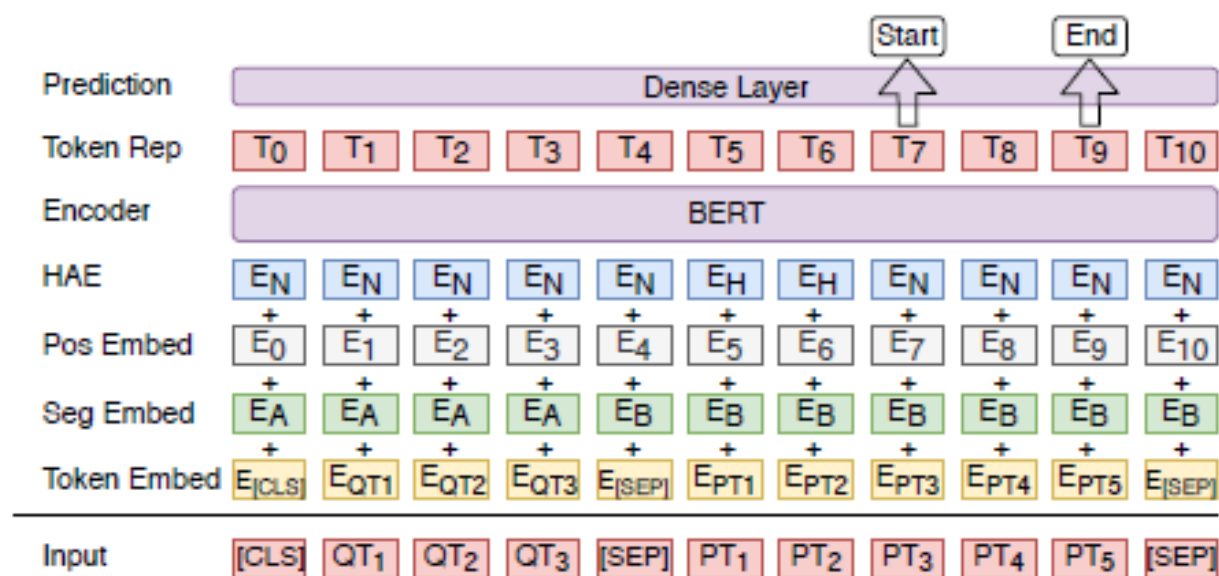 Start End
Prediction Dense Layer
Token Rep T0 T1 T2 T3 T4 T5 T6 T7 T8 T9 T10
Encoder BERT
HAE EN EN EN EN EN EH EH EN EN EN EN
+ + + + + + + + + + +
Pos Embed E0 E1 E2 E3 E4 E5 E6 E7 E8 E9 E10
+ + + + + + + + + + +
Seg Embed EA EA EA EA EB EB EB EB EB EB EB
+ + + + + + + + + + +
Token Embed E[CLS] EQT1 EQT2 EQT3 E[SEP] EPT1 EPT2 EPT3 EPT4 EPT5 E[SEP]
Input [CLS] QT1 QT2 QT3 [SEP] PT1 PT2 PT3 PT4 PT5 [SEP]